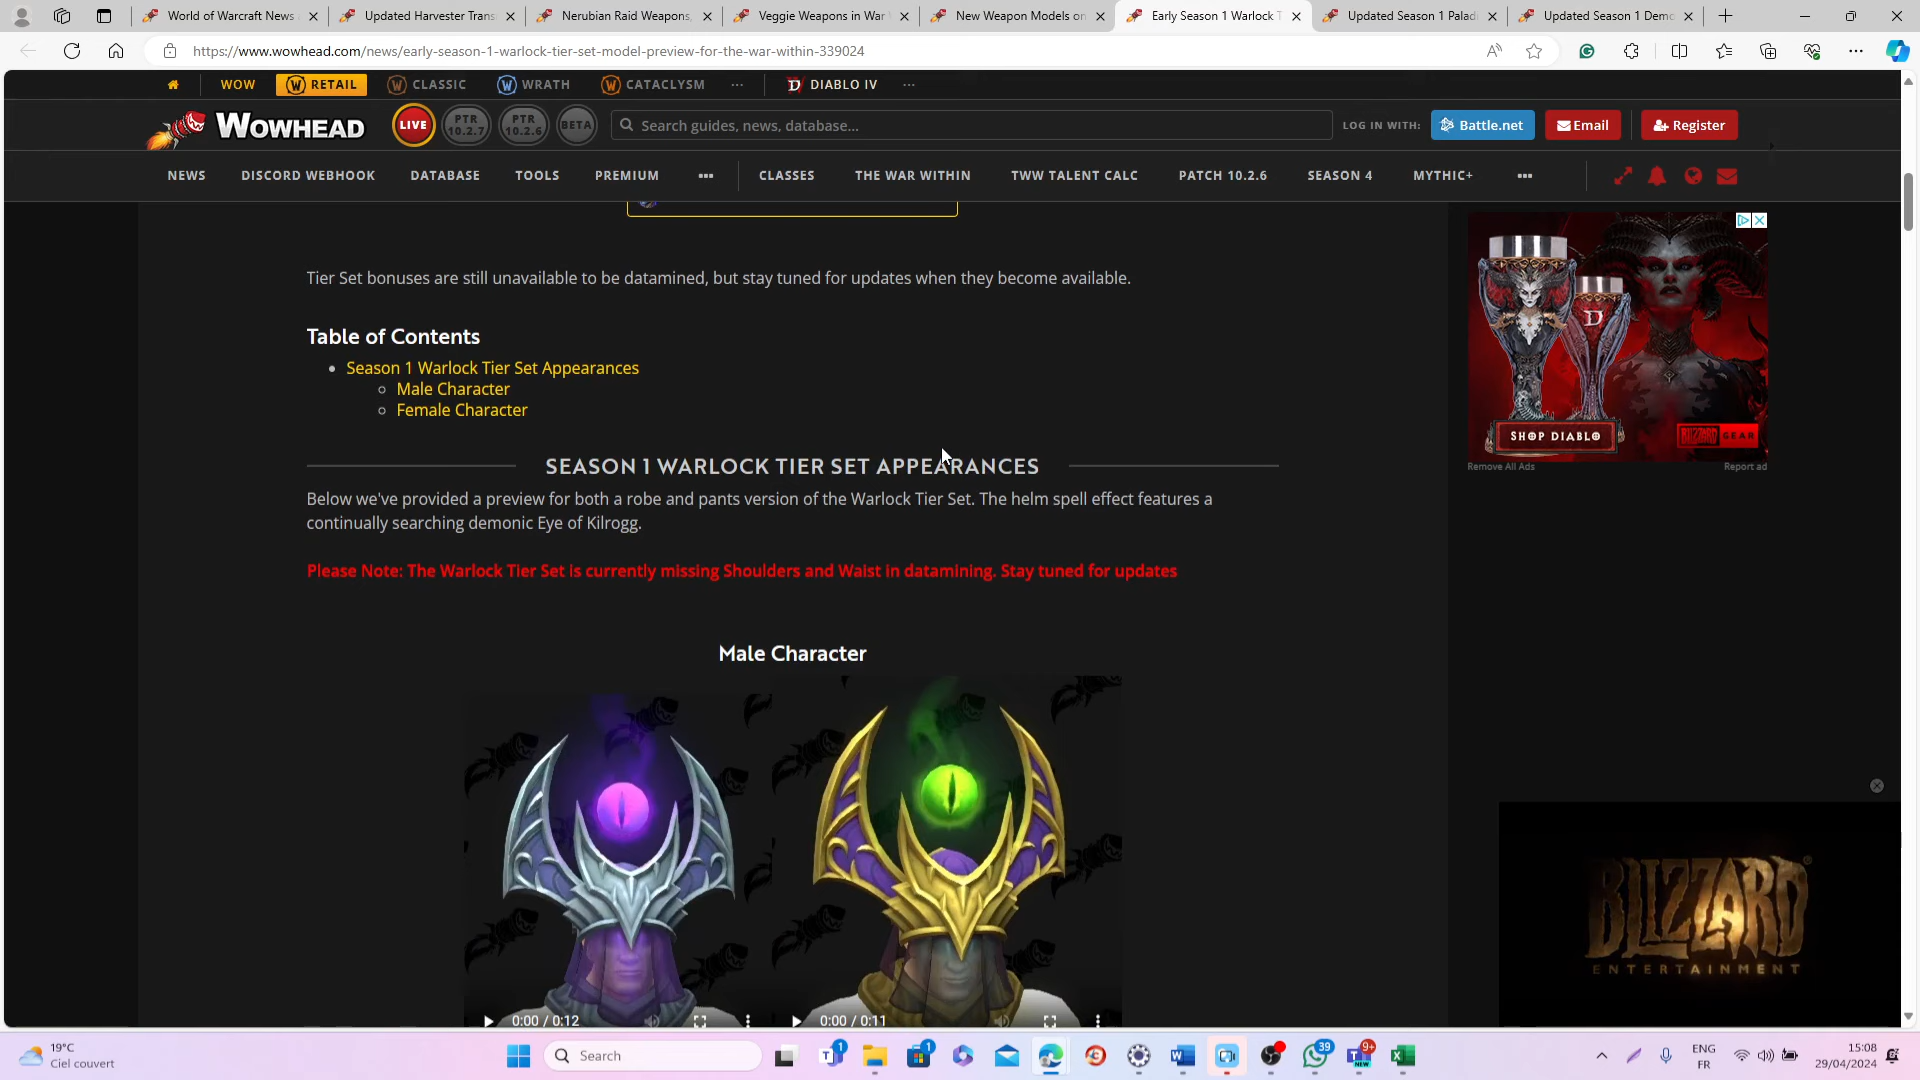 World of Warcraft News
Updated Harvester Trans
Nerubian Raid Weapons,
Veggie Weapons in War
New Weapon Models on
Early Season 1 Warlock T
Updated Season 1 Palad
Updated Season 1 Demo
https://www.wowhead.com/news/early-season-1-warlock-tier-set-model-preview-for-the-war-within-339024
WOW RETAIL CLASSIC WRATH CATACLYSM ... DIABLO IV ...
WOWHEAD LIVE PTR 10.2.7 PTR 10.2.6 BETA Search guides, news, database... LOG IN WITH: Battle.net Email Register
NEWS DISCORD WEBHOOK DATABASE TOOLS PREMIUM ... CLASSES THE WAR WITHIN TWW TALENT CALC PATCH 10.2.6 SEASON 4 MYTHIC+ ...
Tier Set bonuses are still unavailable to be datamined, but stay tuned for updates when they become available.
Table of Contents
Season 1 Warlock Tier Set Appearances
Male Character
Female Character
SHOP DIABLO
BLIZZARD GEAR
Remove All Ads Report ad
SEASON 1 WARLOCK TIER SET APPEARANCES
Below we've provided a preview for both a robe and pants version of the Warlock Tier Set. The helm spell effect features a
continually searching demonic Eye of Kilrogg.
Please Note: The Warlock Tier Set is currently missing Shoulders and Waist in datamining. Stay tuned for updates
Male Character
0:00 / 0:12
0:00 / 0:11
BLIZZARD
ENTERTAINMENT
19°C
Ciel couvert
Search
1
1
39
9+
NEW
ENG
FR
15:08
29/04/2024